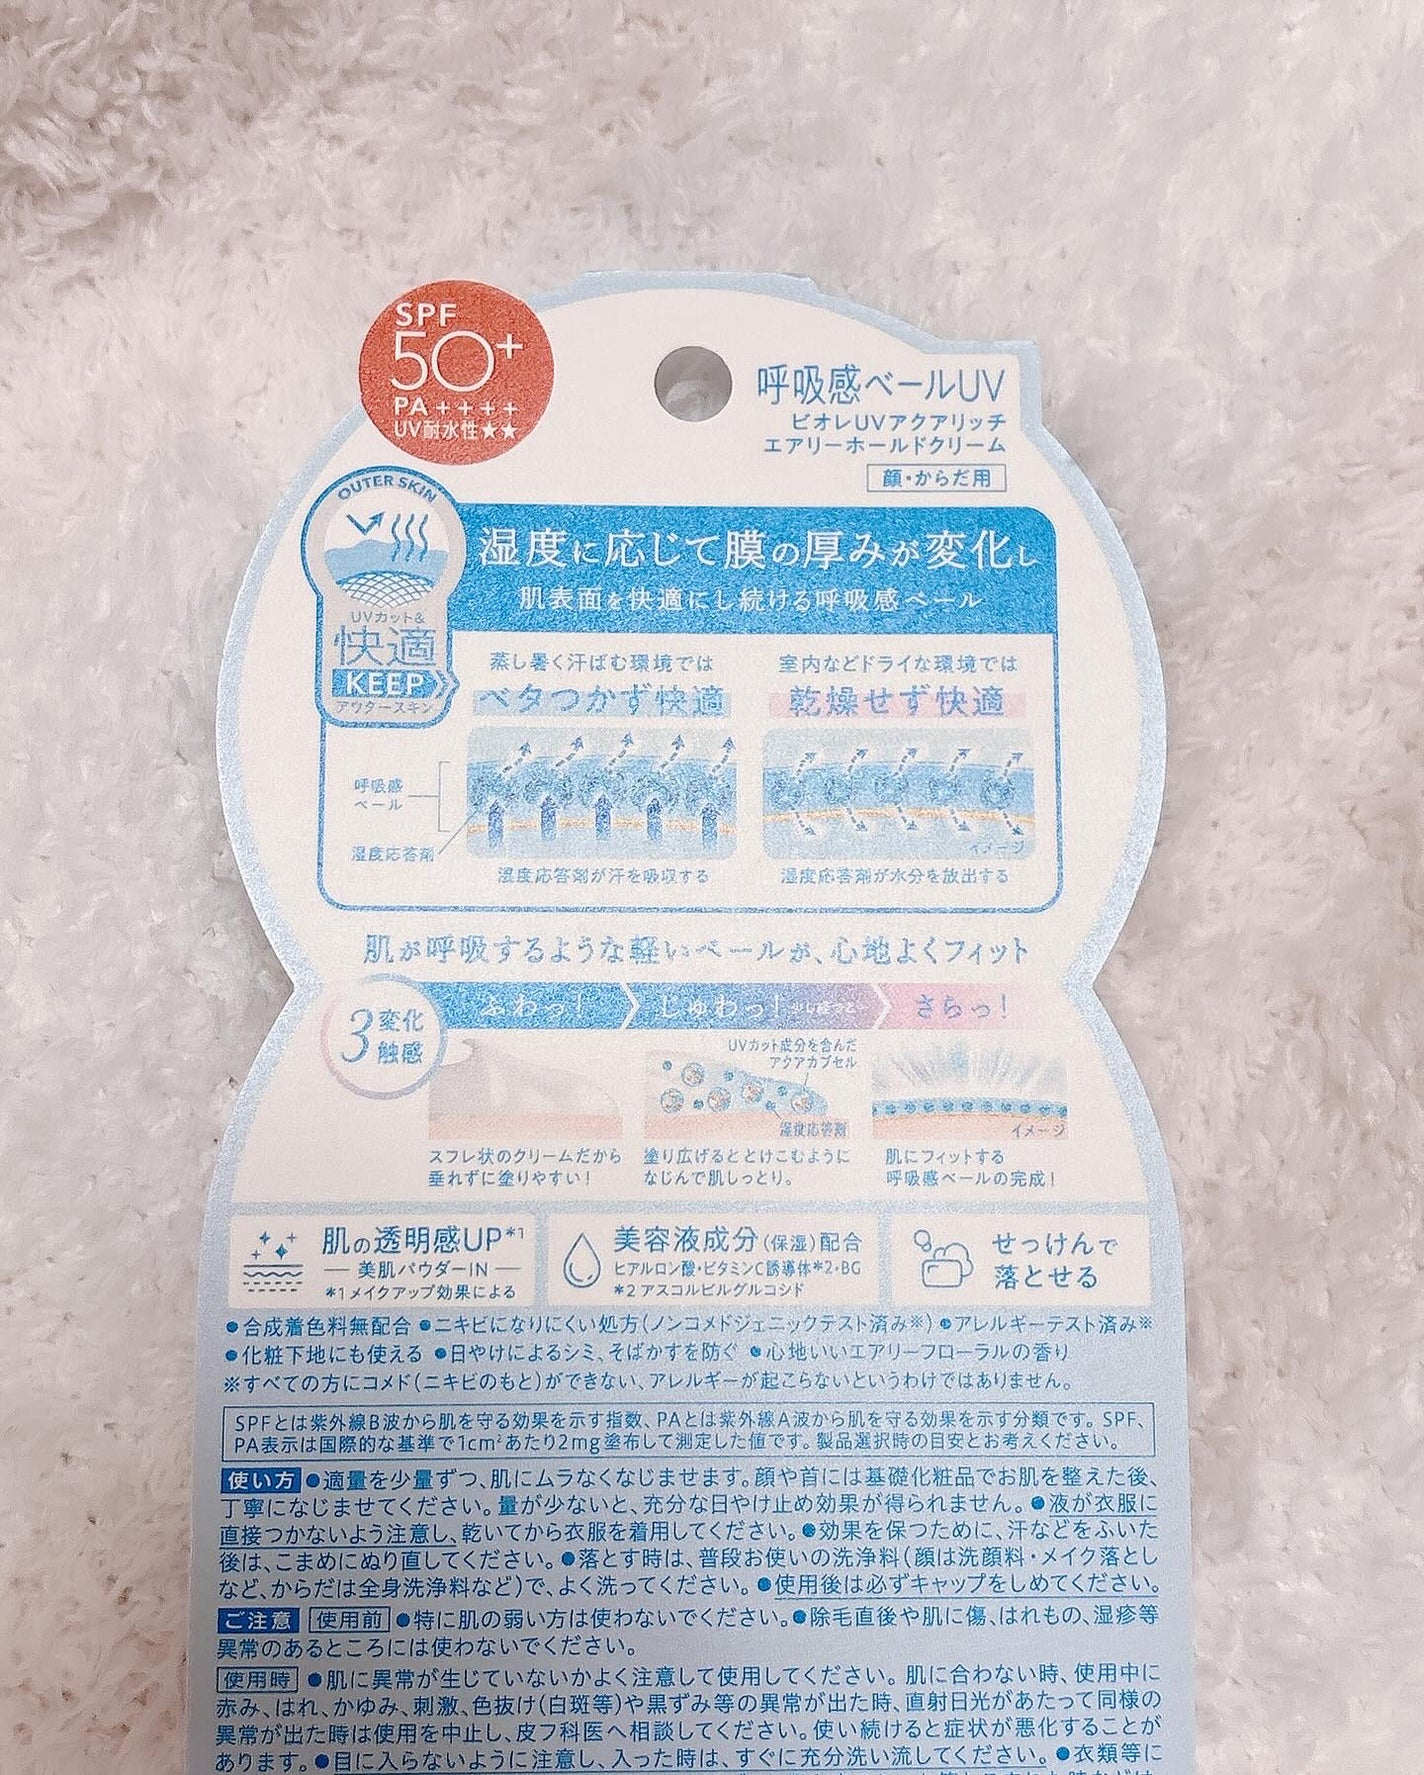 SPF
50+
PA++++
UV耐水性★★
呼吸感ベールUV
ビオレUVアクアリッチ
エアリーホールドクリーム
顔・からだ用
OUTER SKIN
UVカット&
快適
KEEP
アウタースキン
湿度に応じて膜の厚みが変化し
肌表面を快適にし続ける呼吸感ベール
蒸し暑く汗ばむ環境では
ベタつかず快適
室内などドライな環境では
乾燥せず快適
呼吸感
ベール
湿度応答剤
イメージ
湿度応答剤が汗を吸収する
湿度応答剤が水分を放出する
肌が呼吸するような軽いベールが、心地よくフィット
3変化
触感
ふわっ!
じゅわっ!
さらっ!
UVカット成分を含んだ
アクアカプセル
湿度応答剤
イメージ
スフレ状のクリームだから
垂れずに塗りやすい!
塗り広げるととけこむように
なじんで肌しっとり。
肌にフィットする
呼吸感ベールの完成!
肌の透明感UP*1
― 美肌パウダーIN ―
*1メイクアップ効果による
美容液成分(保湿)配合
ヒアルロン酸・ビタミンC誘導体*2・BG
*2アスコルビルグルコシド
せっけんで
落とせる
●合成着色料無配合 ●ニキビになりにくい処方(ノンコメドジェニックテスト済み※) ●アレルギーテスト済み※
●化粧下地にも使える ●日やけによるシミ、そばかすを防ぐ ●心地いいエアリーフローラルの香り
※すべての方にコメド(ニキビのもと)ができない、アレルギーが起こらないというわけではありません。
SPFとは紫外線B波から肌を守る効果を示す指数、PAとは紫外線A波から肌を守る効果を示す分類です。SPF、
PA表示は国際的な基準で1cm²あたり2mg塗布して測定した値です。製品選択時の目安とお考えください。
使い方 ●適量を少量ずつ、肌にムラなくなじませます。顔や首には基礎化粧品でお肌を整えた後、
丁寧になじませてください。量が少ないと、充分な日やけ止め効果が得られません。●液が衣服に
直接つかないよう注意し、乾いてから衣服を着用してください。●効果を保つために、汗などをふいた
後は、こまめにぬり直してください。●落とす時は、普段お使いの洗浄料(顔は洗顔料・メイク落とし
など、からだは全身洗浄料など)で、よく洗ってください。●使用後は必ずキャップをしめてください。
ご注意 使用前 ●特に肌の弱い方は使わないでください。●除毛直後や肌に傷、はれもの、湿疹等
異常のあるところには使わないでください。
使用時 ●肌に異常が生じていないかよく注意して使用してください。肌に合わない時、使用中に
赤み、はれ、かゆみ、刺激、色抜け(白斑等)や黒ずみ等の異常が出た時、直射日光があたって同様の
異常が出た時は使用を中止し、皮フ科医へ相談してください。使い続けると症状が悪化することが
あります。●目に入らないように注意し、入った時は、すぐに充分洗い流してください。●衣類等に